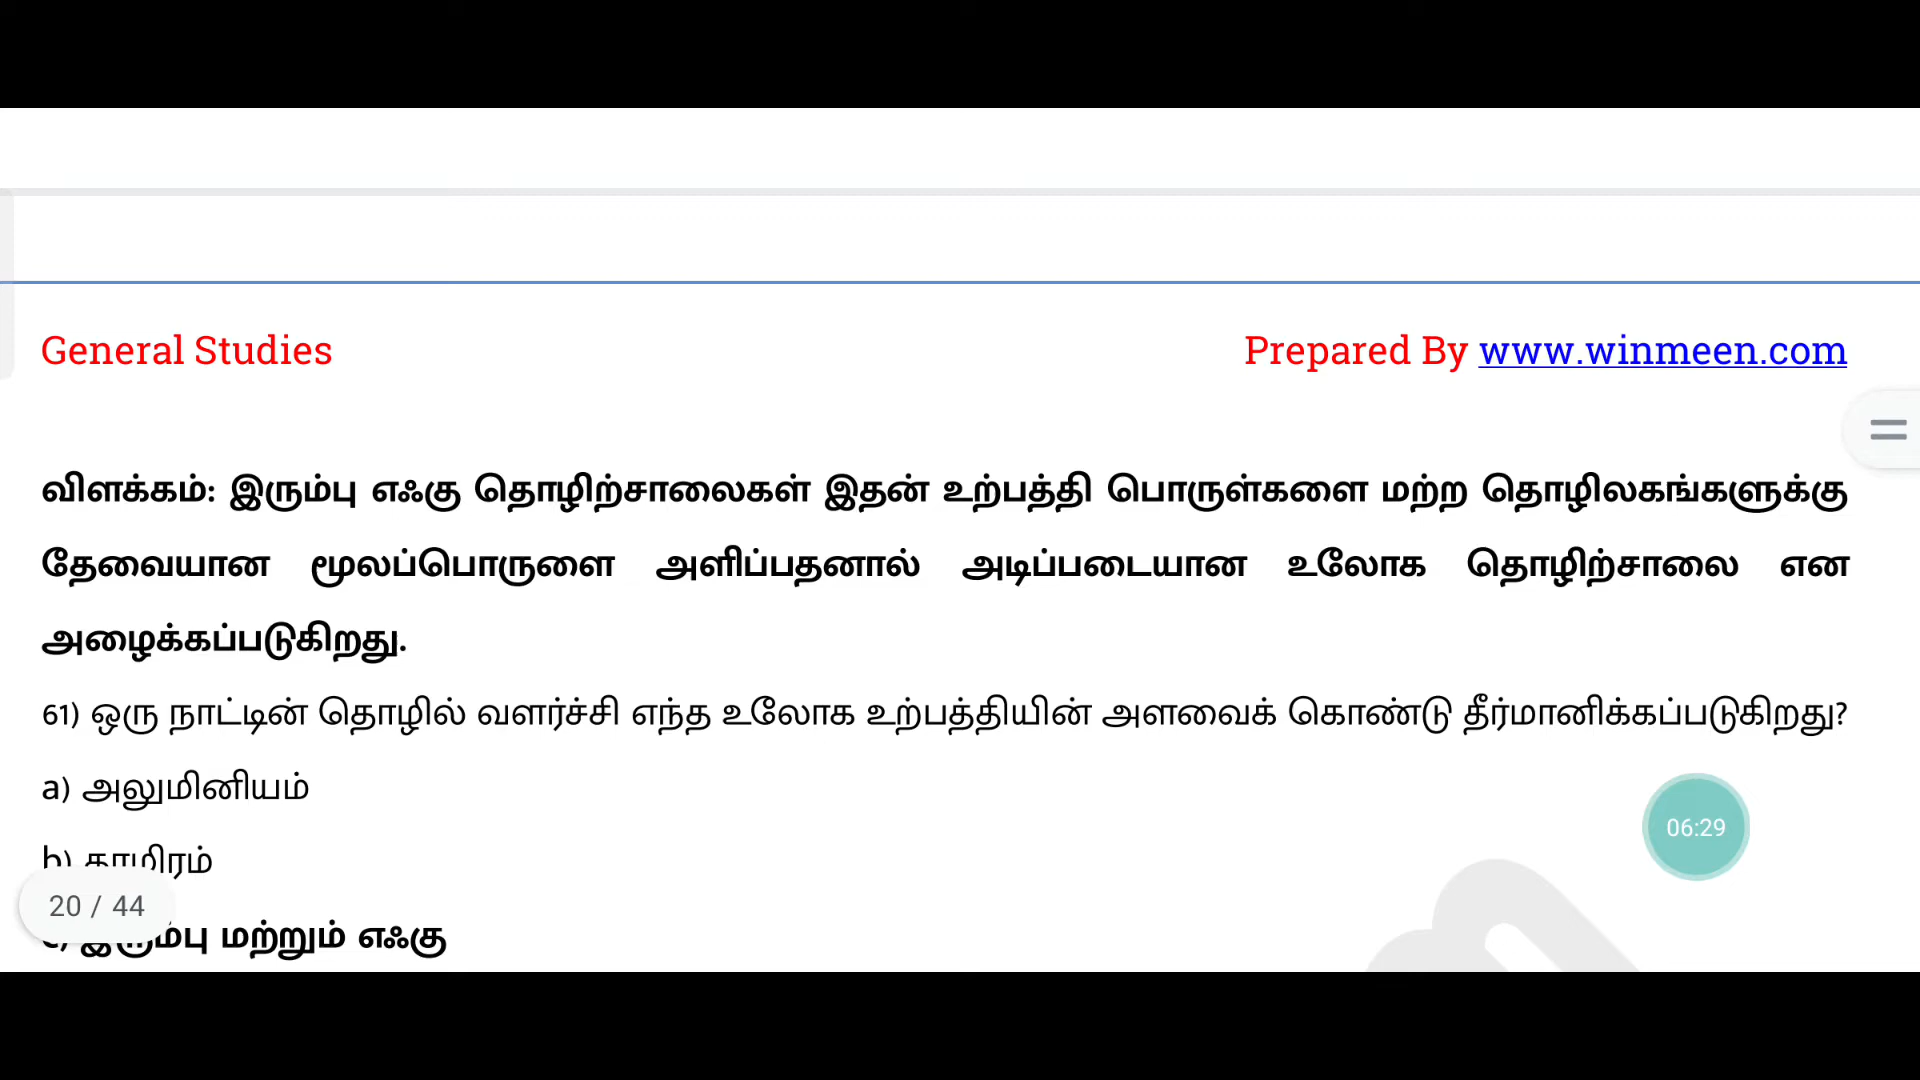 General Studies Prepared By www.winmeen.com
விளக்கம்: இரும்பு எஃகு தொழிற்சாலைகள் இதன் உற்பத்தி பொருள்களை மற்ற தொழிலகங்களுக்கு
தேவையான மூலப்பொருளை அளிப்பதனால் அடிப்படையான உலோக தொழிற்சாலை என
அழைக்கப்படுகிறது.
61) ஒரு நாட்டின் தொழில் வளர்ச்சி எந்த உலோக உற்பத்தியின் அளவைக் கொண்டு தீர்மானிக்கப்படுகிறது?
a) அலுமினியம்
06:29
b) தாமிரம்
20 / 44
c) இரும்பு மற்றும் எஃகு